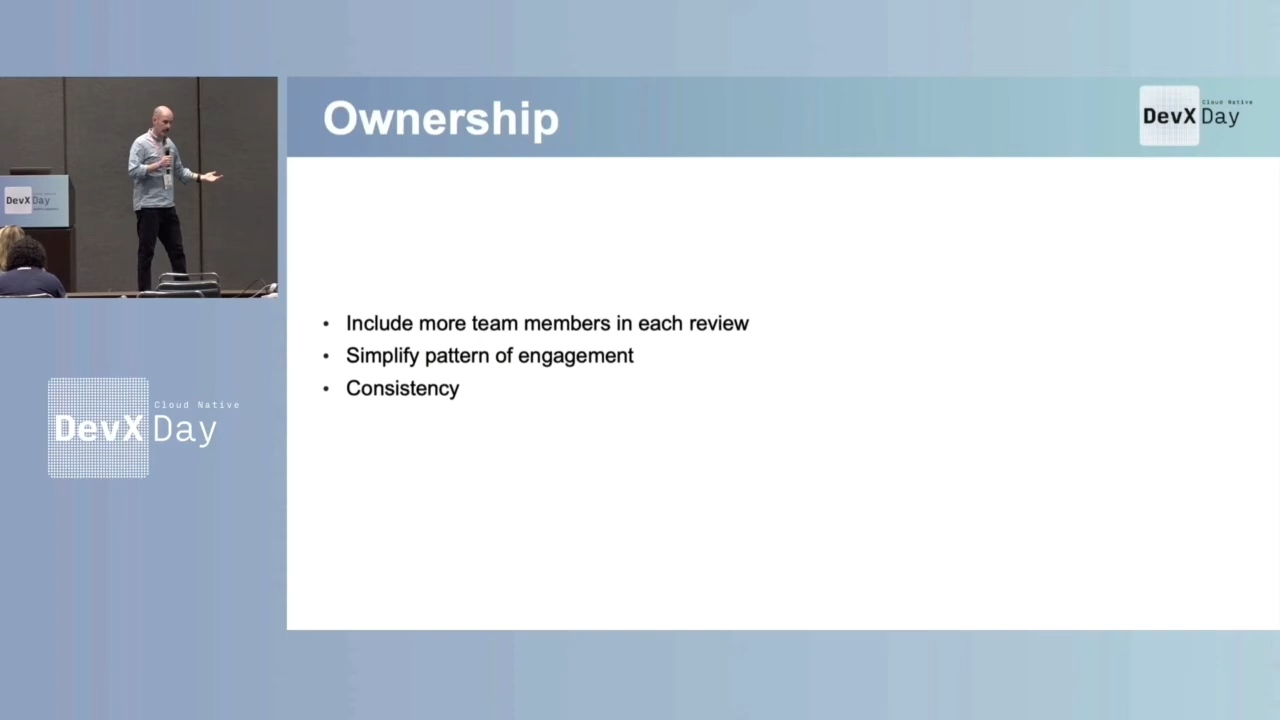 Ownership
Cloud Native
DevX Day
DevX Day
• Include more team members in each review
• Simplify pattern of engagement
• Consistency
Cloud Native
DevX Day